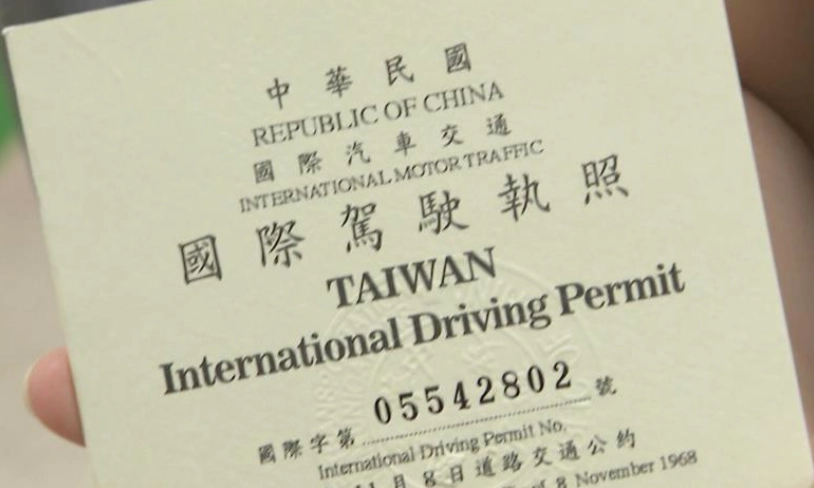 中華民國
REPUBLIC OF CHINA
國際汽車交通
INTERNATIONAL MOTOR TRAFFIC
國際駕駛執照
TAIWAN
International Driving Permit
國際字第 05542802 號
International Driving Permit No.
月 8 日道路交通公約
of 8 November 1968